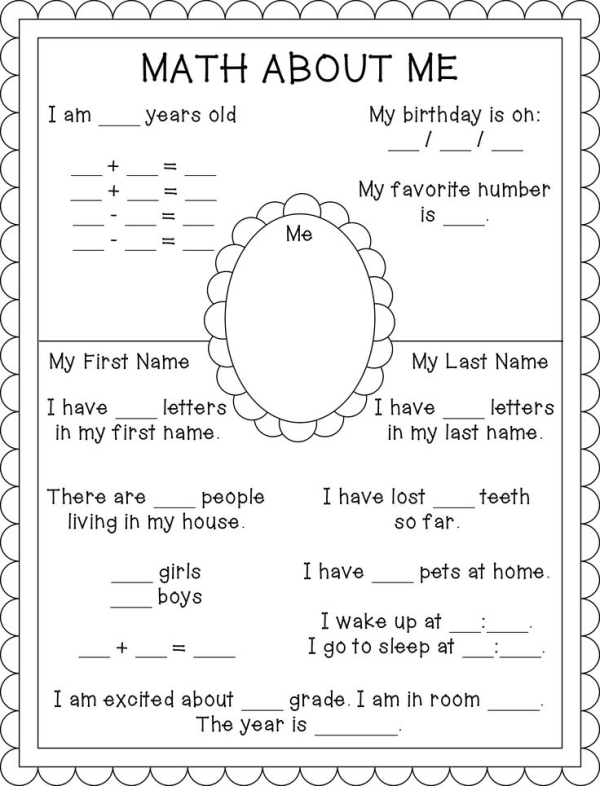 MATH ABOUT ME
I am ____ years old
___ + ___ = ___
___ + ___ = ___
___ - ___ = ___
___ - ___ = ___
My birthday is on:
___ / ___ / ___
My favorite number
is ____.
Me
My First Name
I have ____ letters
in my first name.
My Last Name
I have ____ letters
in my last name.
There are ____ people
living in my house.
I have lost ____ teeth
so far.
____ girls
____ boys
___ + ___ = ____
I have ____ pets at home.
I wake up at ___:____.
I go to sleep at ___:____.
I am excited about ____ grade. I am in room _____.
The year is ________.